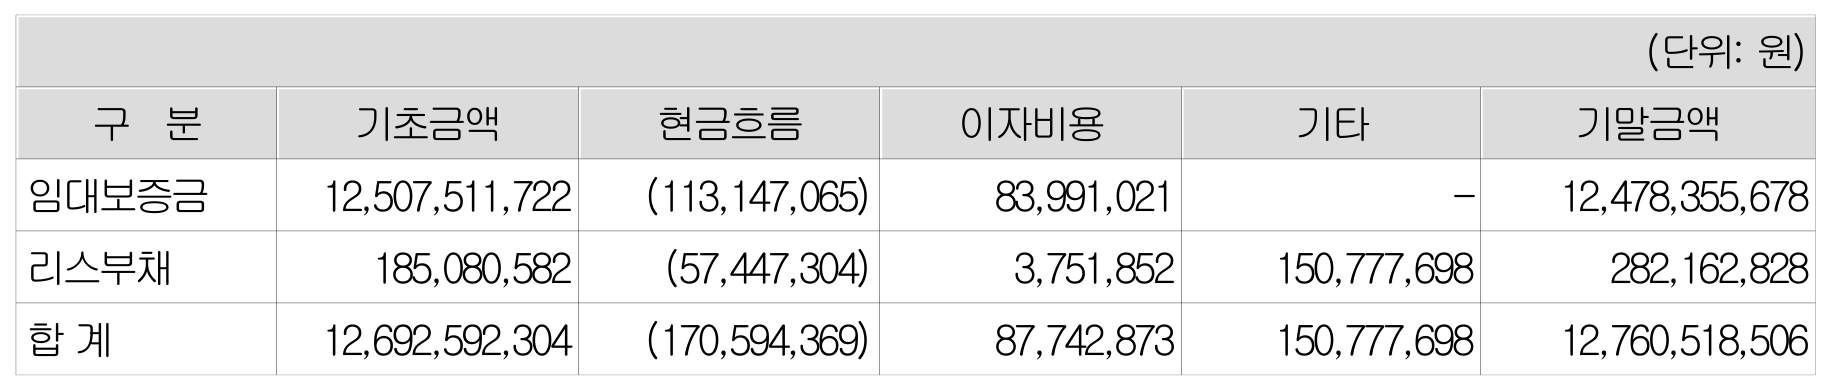 (단위: 원)
구 분 기초금액 현금흐름 이자비용 기타 기말금액
임대보증금 12,507,511,722 (113,147,065) 83,991,021 - 12,478,355,678
리스부채 185,080,582 (57,447,304) 3,751,852 150,777,698 282,162,828
합 계 12,692,592,304 (170,594,369) 87,742,873 150,777,698 12,760,518,506